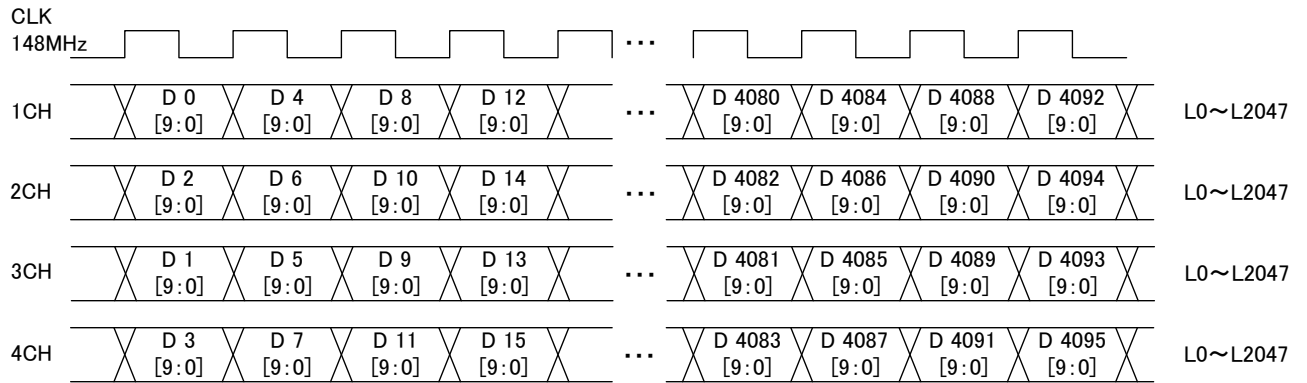 CLK
148MHz
···
1CH
D 0 D 4 D 8 D 12 ··· D 4080 D 4084 D 4088 D 4092 L0～L2047
[9:0] [9:0] [9:0] [9:0] [9:0] [9:0] [9:0] [9:0]
2CH
D 2 D 6 D 10 D 14 ··· D 4082 D 4086 D 4090 D 4094 L0～L2047
[9:0] [9:0] [9:0] [9:0] [9:0] [9:0] [9:0] [9:0]
3CH
D 1 D 5 D 9 D 13 ··· D 4081 D 4085 D 4089 D 4093 L0～L2047
[9:0] [9:0] [9:0] [9:0] [9:0] [9:0] [9:0] [9:0]
4CH
D 3 D 7 D 11 D 15 ··· D 4083 D 4087 D 4091 D 4095 L0～L2047
[9:0] [9:0] [9:0] [9:0] [9:0] [9:0] [9:0] [9:0]